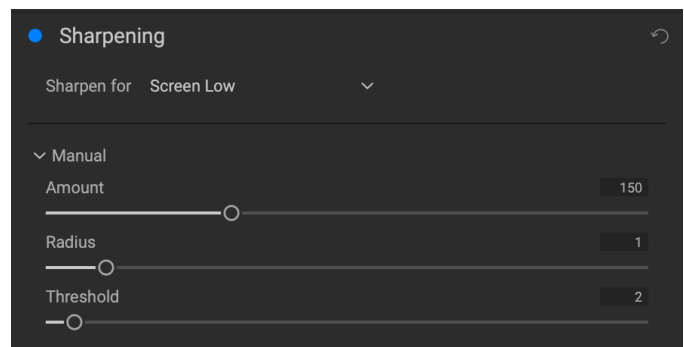 Sharpening
Sharpen for Screen Low
Manual
Amount 150
Radius 1
Threshold 2